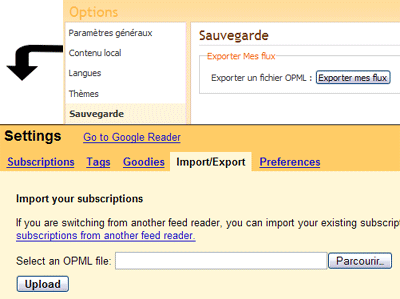 Options
Paramètres généraux
Contenu local
Langues
Thèmes
Sauvegarde
Sauvegarde
Exporter Mes flux
Exporter un fichier OPML : Exporter mes flux
Settings Go to Google Reader
Subscriptions Tags Goodies Import/Export Preferences
Import your subscriptions
If you are switching from another feed reader, you can import your existing
subscriptions from another feed reader.
Select an OPML file: Parcourir..
Upload